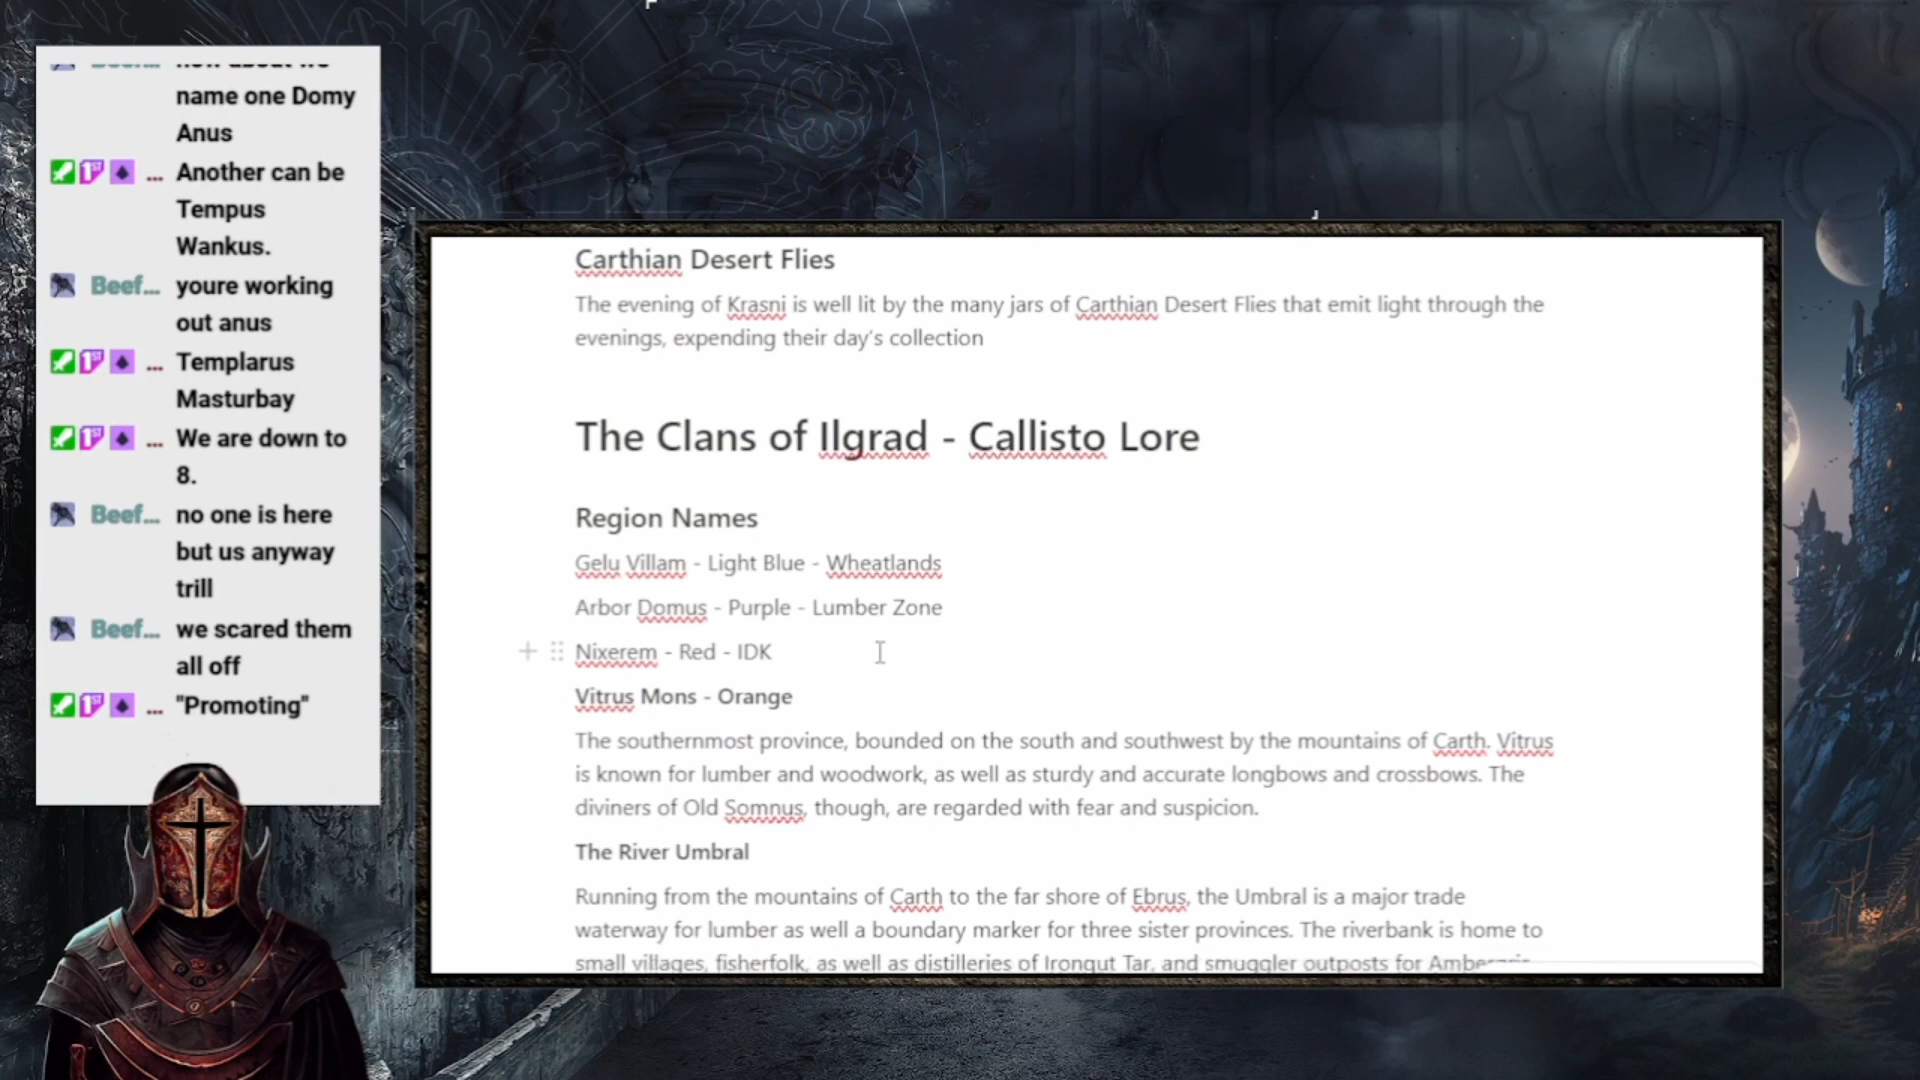 name one Domy
Anus
Another can be
Tempus
Wankus.
Beef... youre working
out anus
Templarus
Masturbay
We are down to
8.
Beef... no one is here
but us anyway
trill
Beef... we scared them
all off
... "Promoting"
Carthian Desert Flies
The evening of Krasni is well lit by the many jars of Carthian Desert Flies that emit light through the
evenings, expending their day's collection
The Clans of Ilgrad - Callisto Lore
Region Names
Gelu Villam - Light Blue - Wheatlands
Arbor Domus - Purple - Lumber Zone
Nixerem - Red - IDK
Vitrus Mons - Orange
The southernmost province, bounded on the south and southwest by the mountains of Carth. Vitrus
is known for lumber and woodwork, as well as sturdy and accurate longbows and crossbows. The
diviners of Old Somnus, though, are regarded with fear and suspicion.
The River Umbral
Running from the mountains of Carth to the far shore of Ebrus, the Umbral is a major trade
waterway for lumber as well a boundary marker for three sister provinces. The riverbank is home to
small villages, fisherfolk, as well as distilleries of Irongut Tar, and smuggler outposts for